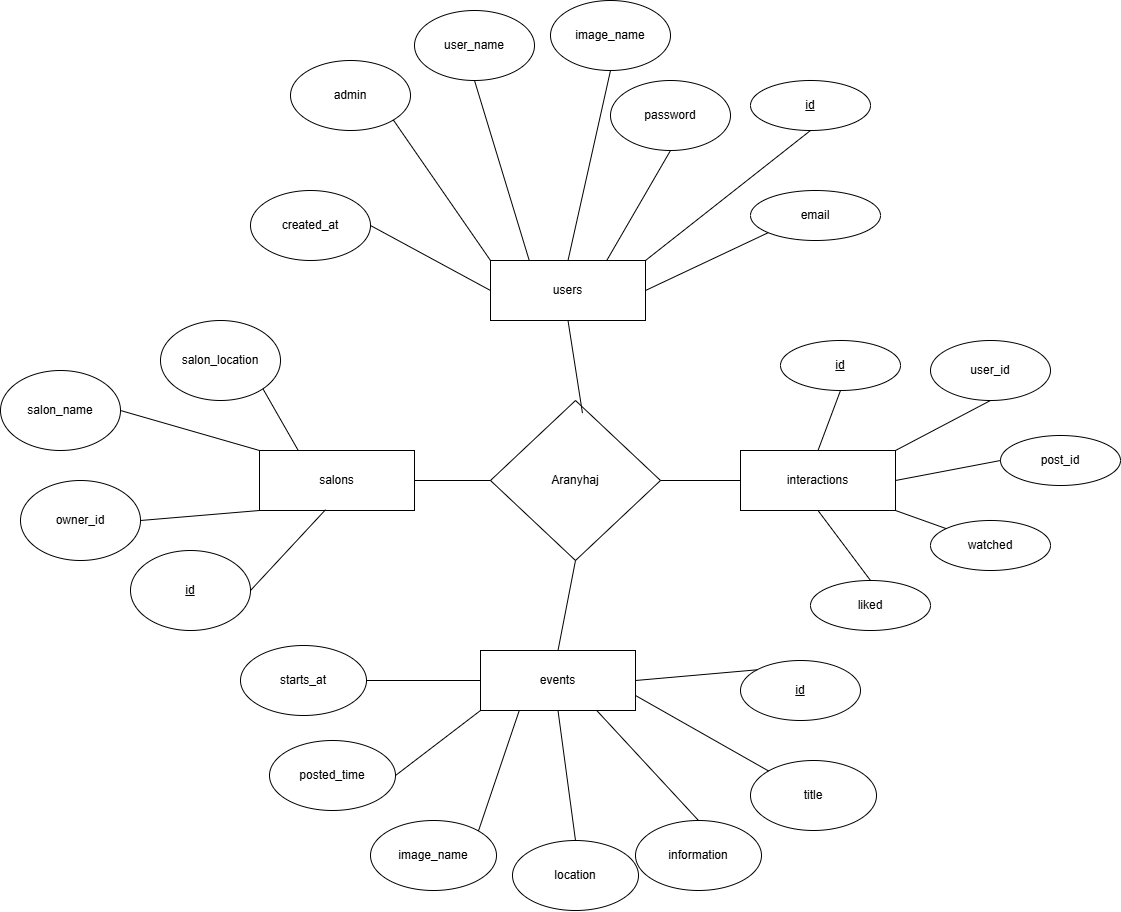 image_name
user_name
admin
password
id
created_at
email
users
salon_location
id
user_id
salon_name
post_id
salons
Aranyhaj
interactions
owner_id
watched
id
liked
starts_at
events
id
posted_time
title
image_name
location
information